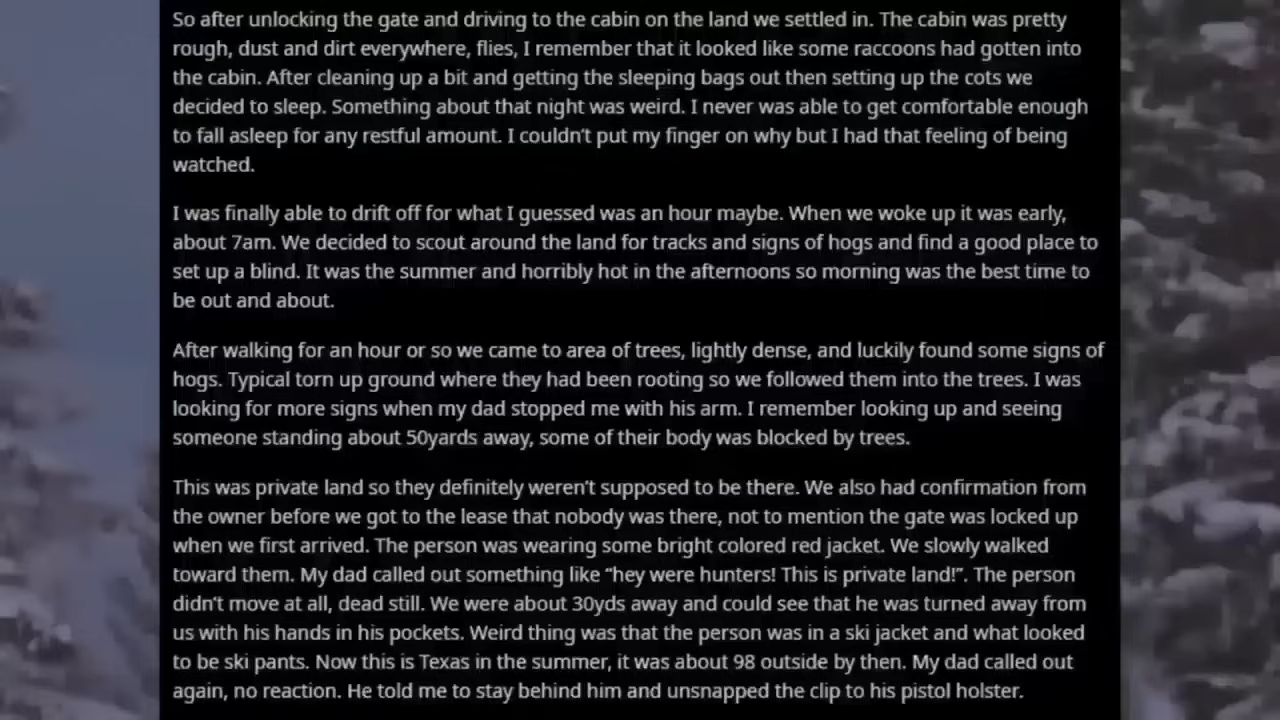 So after unlocking the gate and driving to the cabin on the land we settled in. The cabin was pretty
rough, dust and dirt everywhere, flies, I remember that it looked like some raccoons had gotten into
the cabin. After cleaning up a bit and getting the sleeping bags out then setting up the cots we
decided to sleep. Something about that night was weird. I never was able to get comfortable enough
to fall asleep for any restful amount. I couldn't put my finger on why but I had that feeling of being
watched.
I was finally able to drift off for what I guessed was an hour maybe. When we woke up it was early,
about 7am. We decided to scout around the land for tracks and signs of hogs and find a good place to
set up a blind. It was the summer and horribly hot in the afternoons so morning was the best time to
be out and about.
After walking for an hour or so we came to area of trees, lightly dense, and luckily found some signs of
hogs. Typical torn up ground where they had been rooting so we followed them into the trees. I was
looking for more signs when my dad stopped me with his arm. I remember looking up and seeing
someone standing about 50yards away, some of their body was blocked by trees.
This was private land so they definitely weren't supposed to be there. We also had confirmation from
the owner before we got to the lease that nobody was there, not to mention the gate was locked up
when we first arrived. The person was wearing some bright colored red jacket. We slowly walked
toward them. My dad called out something like “hey were hunters! This is private land!”. The person
didn't move at all, dead still. We were about 30yds away and could see that he was turned away from
us with his hands in his pockets. Weird thing was that the person was in a ski jacket and what looked
to be ski pants. Now this is Texas in the summer, it was about 98 outside by then. My dad called out
again, no reaction. He told me to stay behind him and unsnapped the clip to his pistol holster.